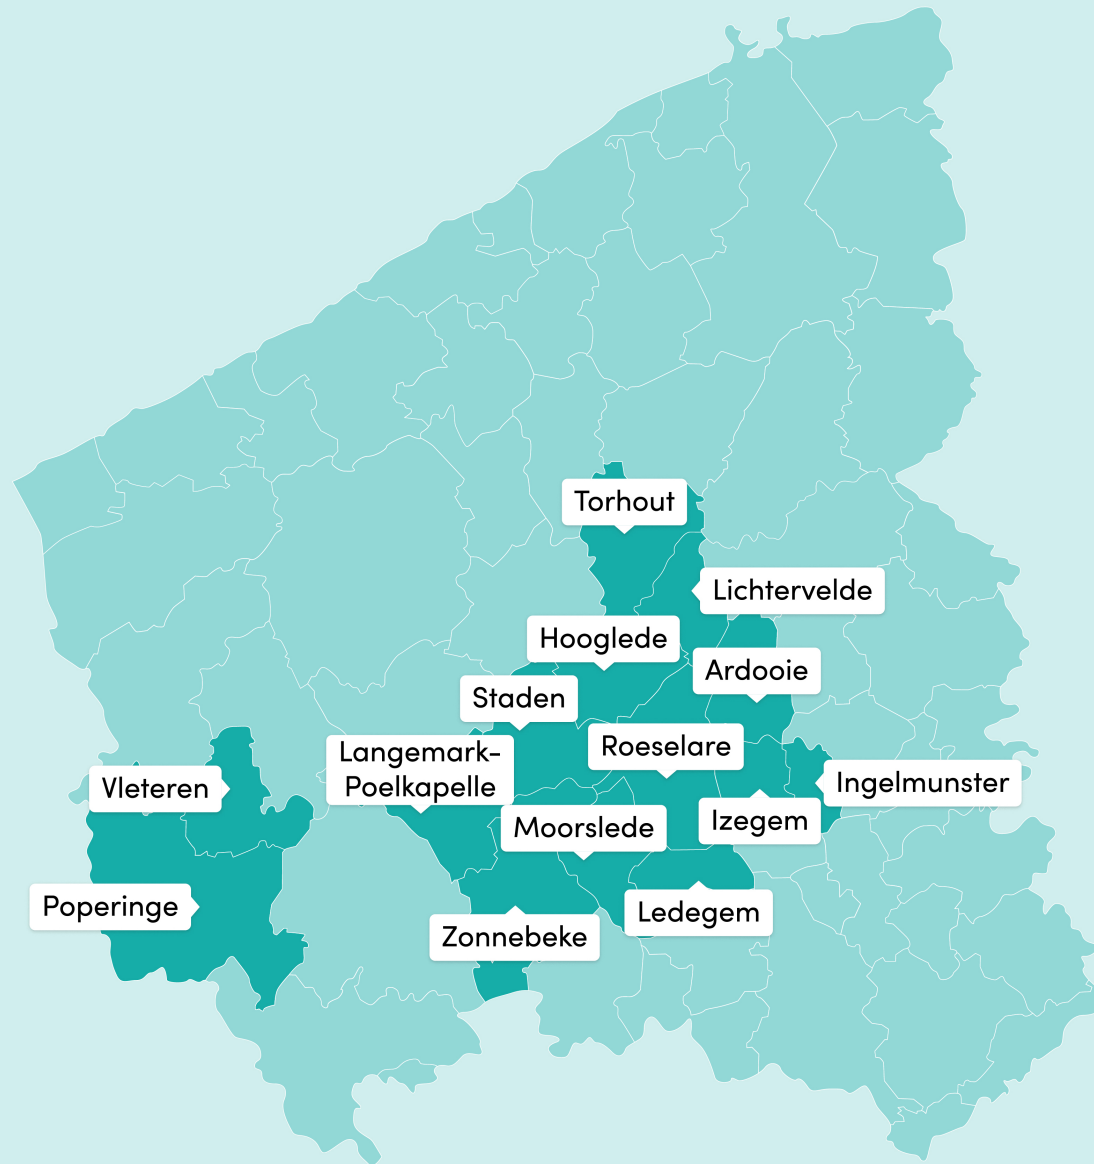 Torhout
Lichtervelde
Hooglede
Ardooie
Staden
Roeselare
Langemark-
Poelkapelle
Vleteren
Ingelmunster
Izegem
Moorslede
Poperinge
Ledegem
Zonnebeke